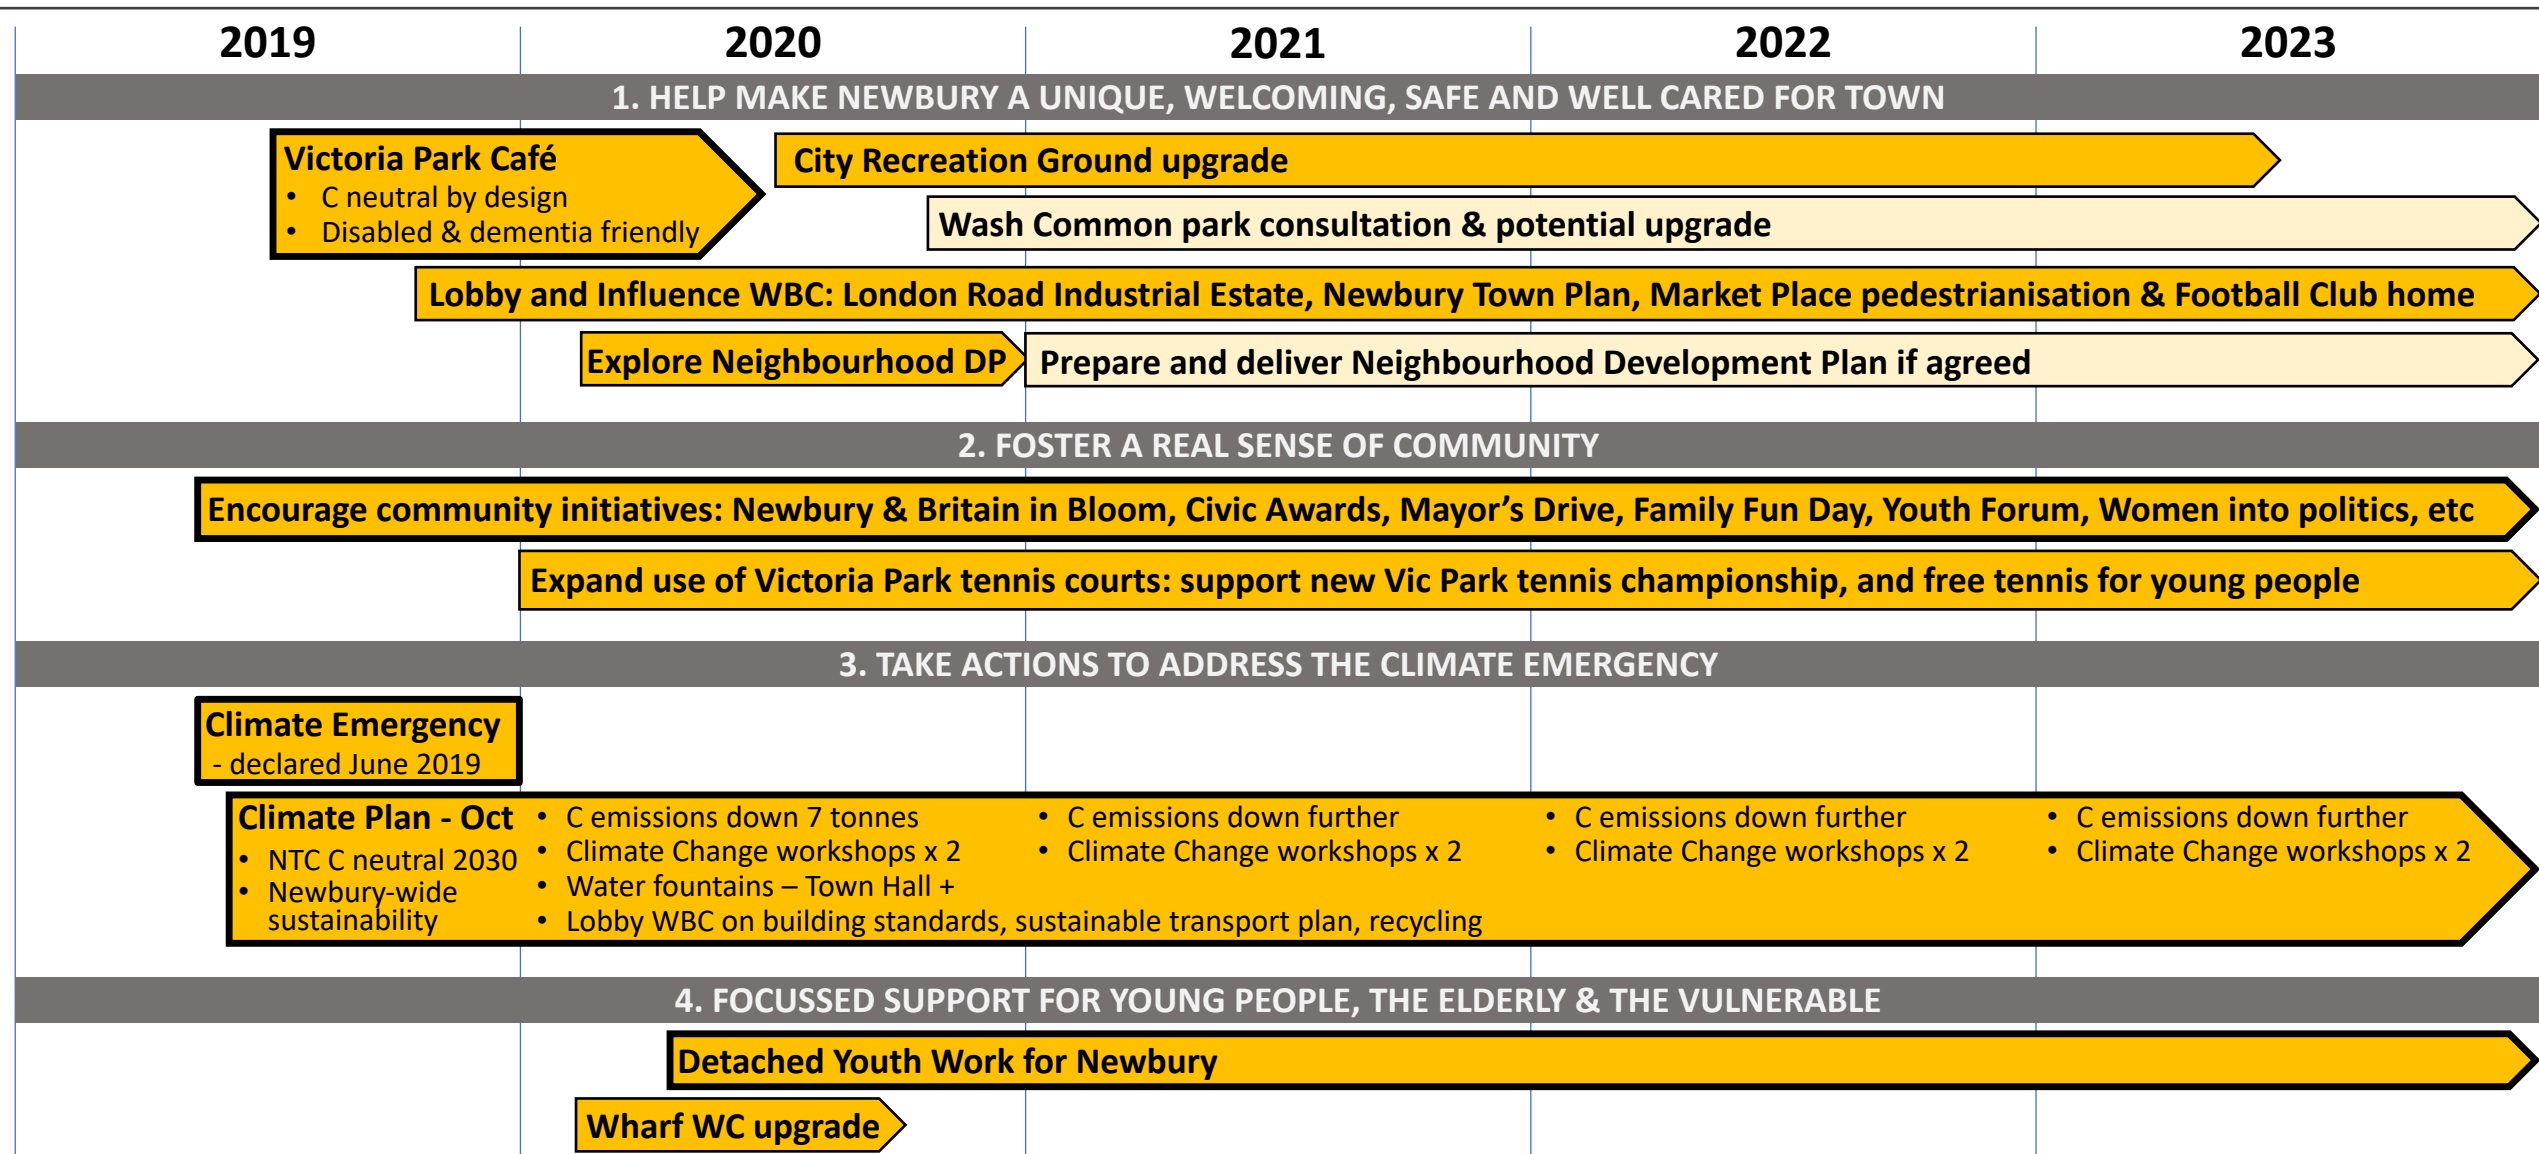 2019 2020 2021 2022 2023
1. HELP MAKE NEWBURY A UNIQUE, WELCOMING, SAFE AND WELL CARED FOR TOWN
Victoria Park Café
• C neutral by design
• Disabled & dementia friendly
City Recreation Ground upgrade
Wash Common park consultation & potential upgrade
Lobby and Influence WBC: London Road Industrial Estate, Newbury Town Plan, Market Place pedestrianisation & Football Club home
Explore Neighbourhood DP
Prepare and deliver Neighbourhood Development Plan if agreed
2. FOSTER A REAL SENSE OF COMMUNITY
Encourage community initiatives: Newbury & Britain in Bloom, Civic Awards, Mayor’s Drive, Family Fun Day, Youth Forum, Women into politics, etc
Expand use of Victoria Park tennis courts: support new Vic Park tennis championship, and free tennis for young people
3. TAKE ACTIONS TO ADDRESS THE CLIMATE EMERGENCY
Climate Emergency
- declared June 2019
Climate Plan - Oct
• NTC C neutral 2030
• Newbury-wide
sustainability
• C emissions down 7 tonnes
• Climate Change workshops x 2
• Water fountains – Town Hall +
• Lobby WBC on building standards, sustainable transport plan, recycling
• C emissions down further
• Climate Change workshops x 2
• C emissions down further
• Climate Change workshops x 2
• C emissions down further
• Climate Change workshops x 2
4. FOCUSSED SUPPORT FOR YOUNG PEOPLE, THE ELDERLY & THE VULNERABLE
Detached Youth Work for Newbury
Wharf WC upgrade